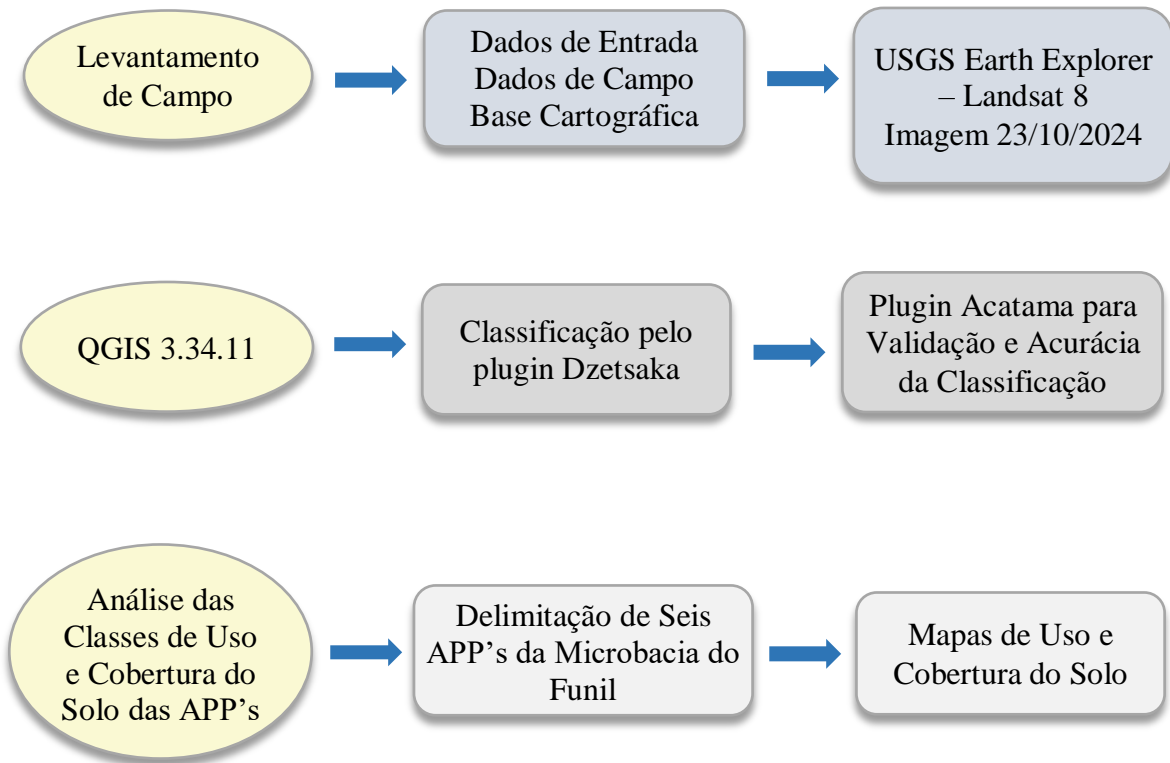 Levantamento
de Campo
Dados de Entrada
Dados de Campo
Base Cartográfica
USGS Earth Explorer
– Landsat 8
Imagem 23/10/2024
QGIS 3.34.11
Classificação pelo
plugin Dzetsaka
Plugin Acatama para
Validação e Acurácia
da Classificação
Análise das
Classes de Uso
e Cobertura do
Solo das APP’s
Delimitação de Seis
APP’s da Microbacia do
Funil
Mapas de Uso e
Cobertura do Solo